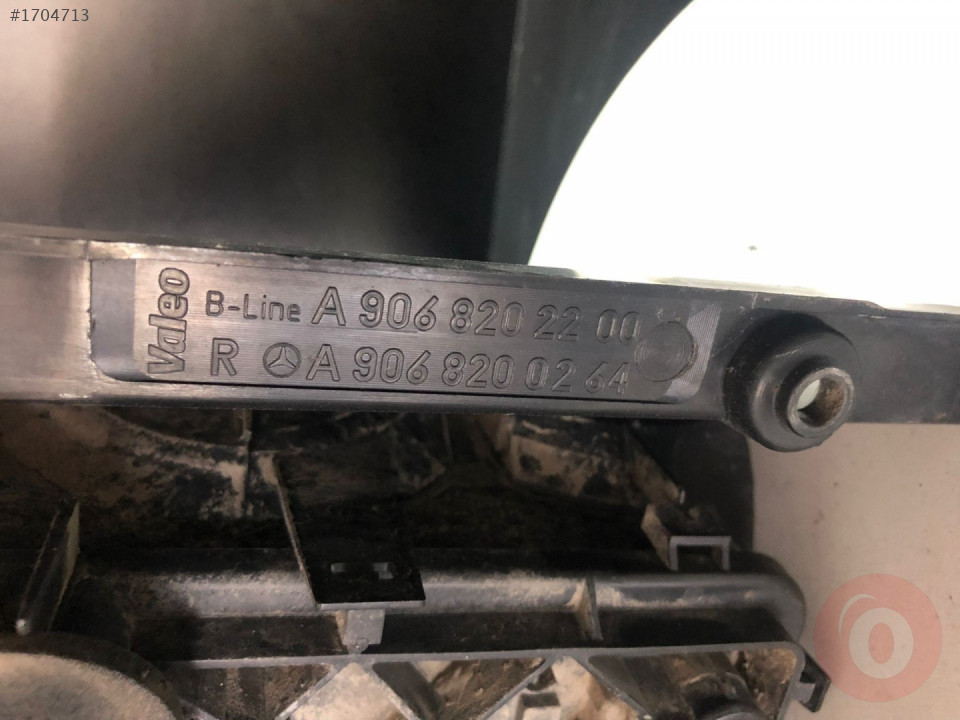 #1704713
Valeo
B-Line A 906 820 22 00
R A 906 820 02 64